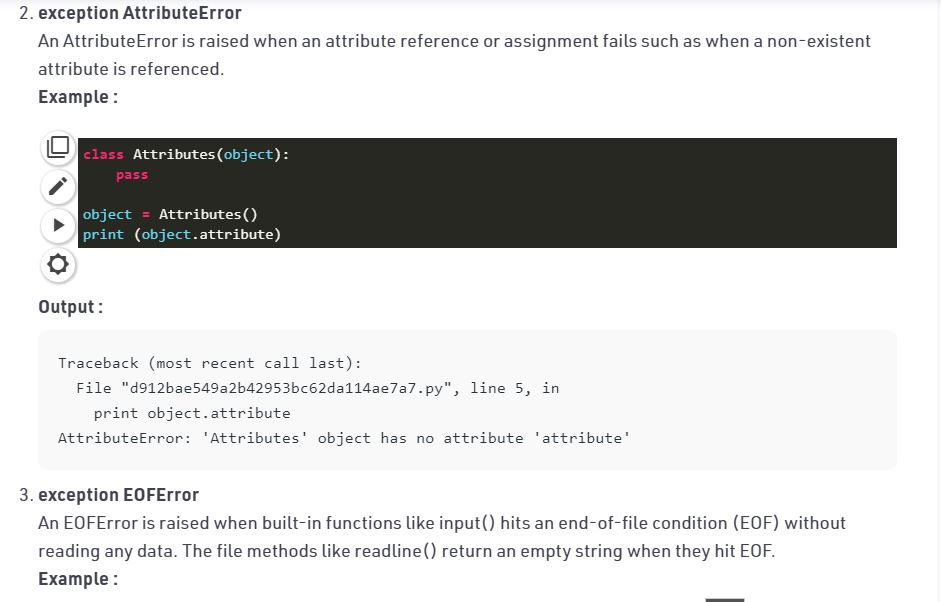 2. exception AttributeError
An AttributeError is raised when an attribute reference or assignment fails such as when a non-existent
attribute is referenced.
Example :
class Attributes(object):
    pass
object = Attributes()
print (object.attribute)
Output :
Traceback (most recent call last):
  File "d912bae549a2b42953bc62da114ae7a7.py", line 5, in
    print object.attribute
AttributeError: 'Attributes' object has no attribute 'attribute'
3. exception EOFError
An EOFError is raised when built-in functions like input() hits an end-of-file condition (EOF) without
reading any data. The file methods like readline() return an empty string when they hit EOF.
Example :